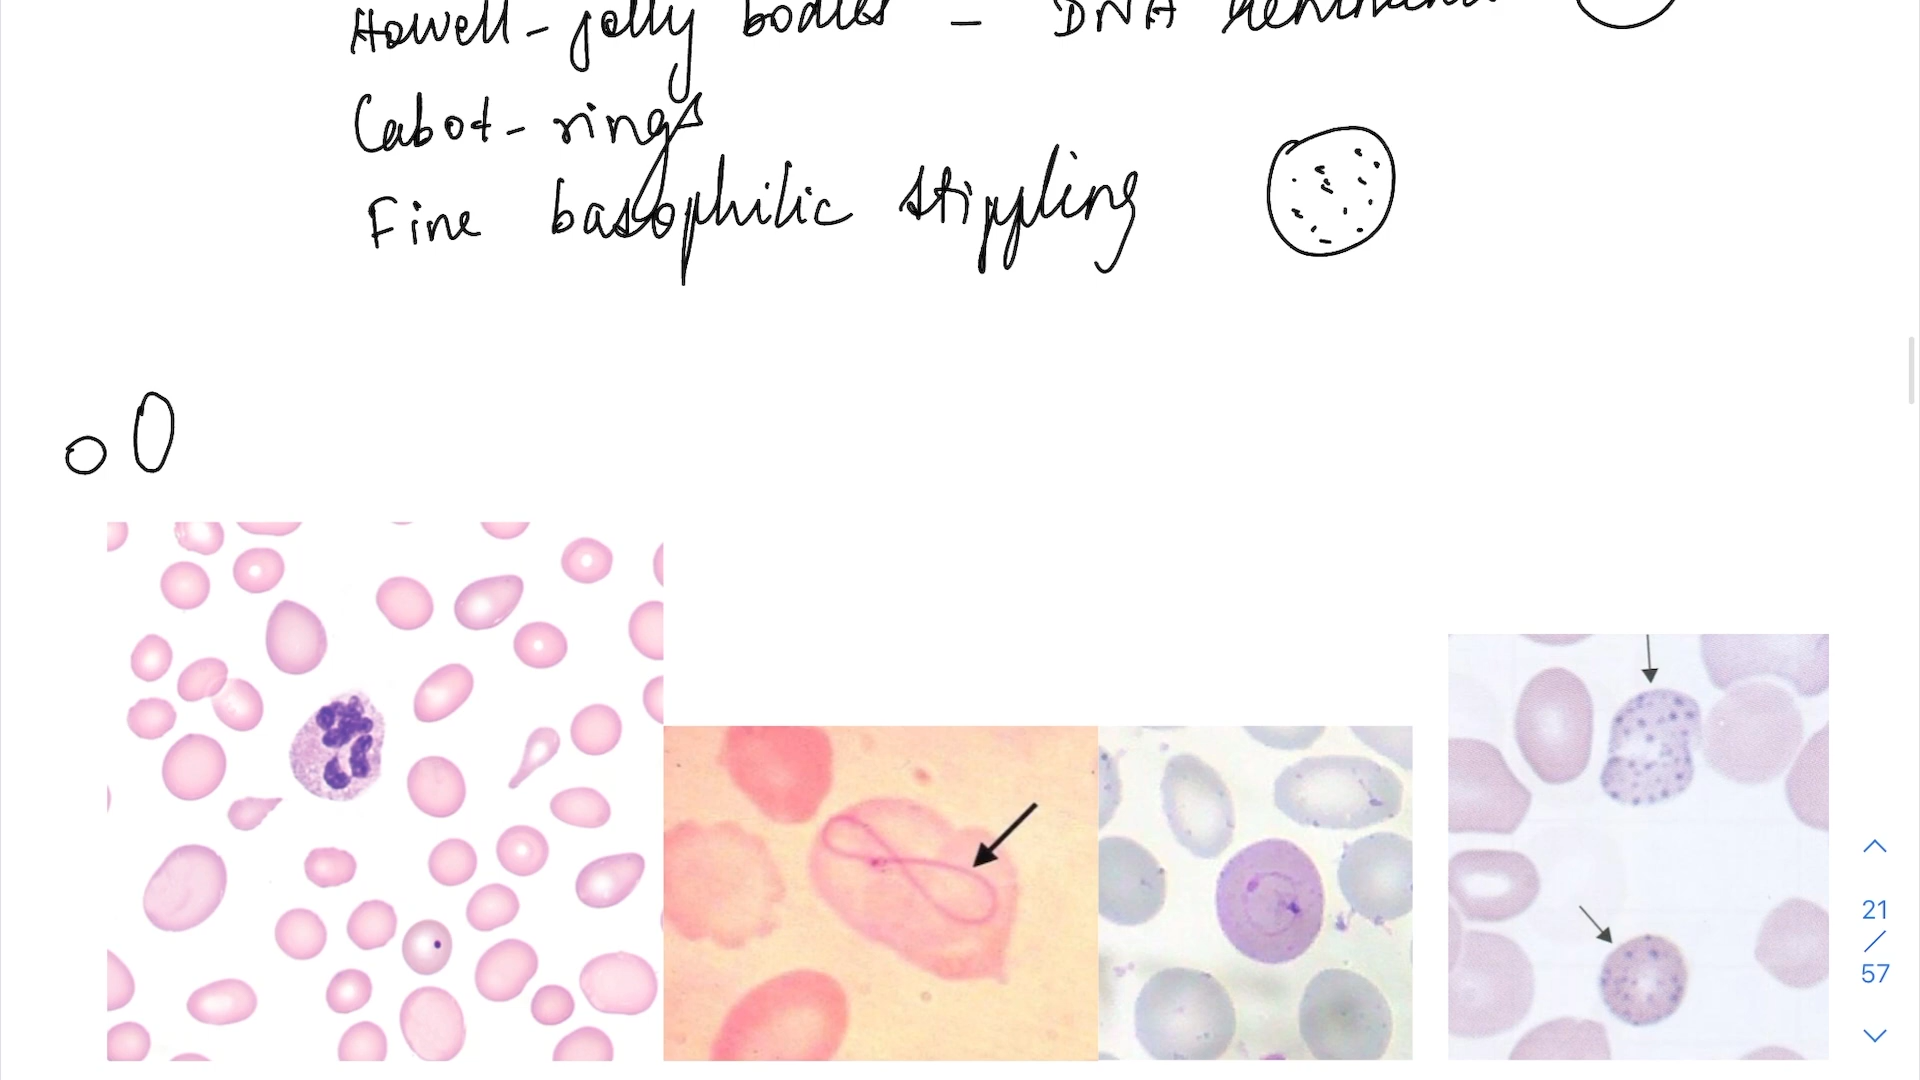 Howell-jolly bodies - DNA
Cabot-rings
Fine basophilic stippling
21
/
57